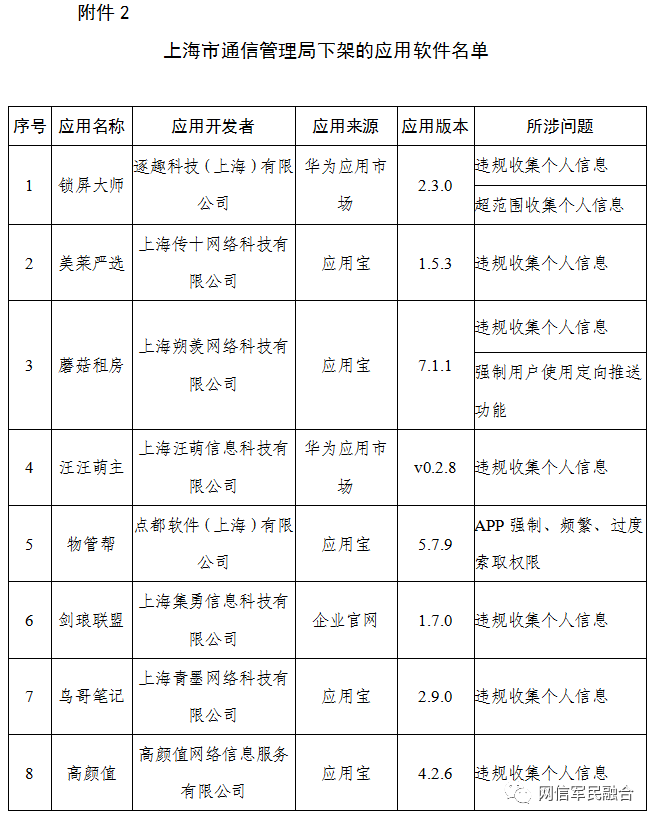 附件 2
上海市通信管理局下架的应用软件名单
序号 应用名称 应用开发者 应用来源 应用版本 所涉问题
1 锁屏大师 逐趣科技（上海）有限
公司 华为应用市
场 2.3.0 违规收集个人信息
超范围收集个人信息
2 美莱严选 上海传十网络科技有
限公司 应用宝 1.5.3 违规收集个人信息
3 蘑菇租房 上海朔羡网络科技有
限公司 应用宝 7.1.1 违规收集个人信息
强制用户使用定向推送
功能
4 汪汪萌主 上海汪萌信息科技有
限公司 华为应用市
场 v0.2.8 违规收集个人信息
5 物管帮 点都软件（上海）有限
公司 应用宝 5.7.9 APP 强制、频繁、过度
索取权限
6 剑琅联盟 上海集勇信息科技有
限公司 企业官网 1.7.0 违规收集个人信息
7 鸟哥笔记 上海青墨网络科技有
限公司 应用宝 2.9.0 违规收集个人信息
8 高颜值 高颜值网络信息服务
有限公司 应用宝 4.2.6 违规收集个人信息
网信军民融合